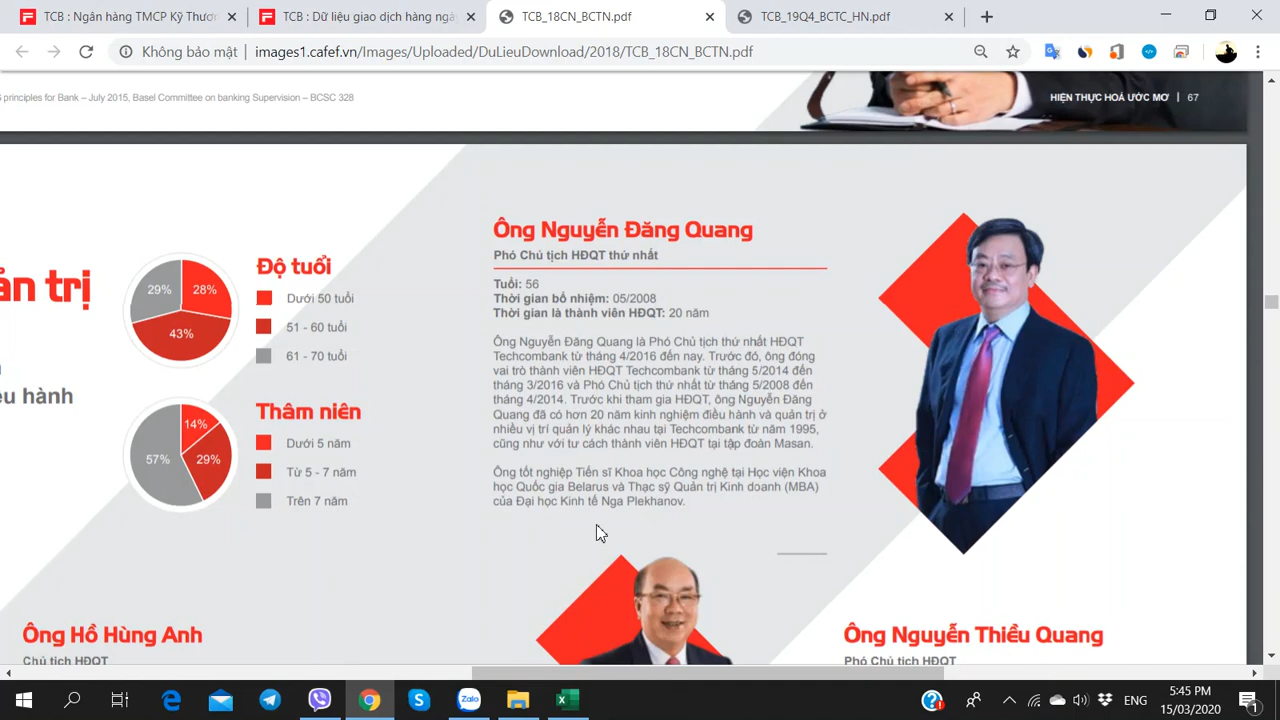 TCB : Ngân hàng TMCP Kỹ Thươ
TCB : Dữ liệu giao dịch hàng ngà
TCB_18CN_BCTN.pdf
TCB_19Q4_BCTC_HN.pdf
Không bảo mật
images1.cafef.vn/Images/Uploaded/DuLieuDownload/2018/TCB_18CN_BCTN.pdf
principles for Bank – July 2015, Basel Committee on banking Supervision – BCSC 328
HIỆN THỰC HOÁ ƯỚC MƠ | 67
ản trị
ều hành
29%
28%
43%
Độ tuổi
Dưới 50 tuổi
51 - 60 tuổi
61 - 70 tuổi
14%
57%
29%
Thâm niên
Dưới 5 năm
Từ 5 - 7 năm
Trên 7 năm
Ông Nguyễn Đăng Quang
Phó Chủ tịch HĐQT thứ nhất
Tuổi: 56
Thời gian bổ nhiệm: 05/2008
Thời gian là thành viên HĐQT: 20 năm
Ông Nguyễn Đăng Quang là Phó Chủ tịch thứ nhất HĐQT
Techcombank từ tháng 4/2016 đến nay. Trước đó, ông đóng
vai trò thành viên HĐQT Techcombank từ tháng 5/2014 đến
tháng 3/2016 và Phó Chủ tịch thứ nhất từ tháng 5/2008 đến
tháng 4/2014. Trước khi tham gia HĐQT, ông Nguyễn Đăng
Quang đã có hơn 20 năm kinh nghiệm điều hành và quản trị ở
nhiều vị trí quản lý khác nhau tại Techcombank từ năm 1995,
cũng như với tư cách thành viên HĐQT tại tập đoàn Masan.
Ông tốt nghiệp Tiến sĩ Khoa học Công nghệ tại Học viện Khoa
học Quốc gia Belarus và Thạc sỹ Quản trị Kinh doanh (MBA)
của Đại học Kinh tế Nga Plekhanov.
Ông Hồ Hùng Anh
Chủ tịch HĐQT
Ông Nguyễn Thiều Quang
Phó Chủ tịch HĐQT
Zalo
ENG
5:45 PM
15/03/2020
1